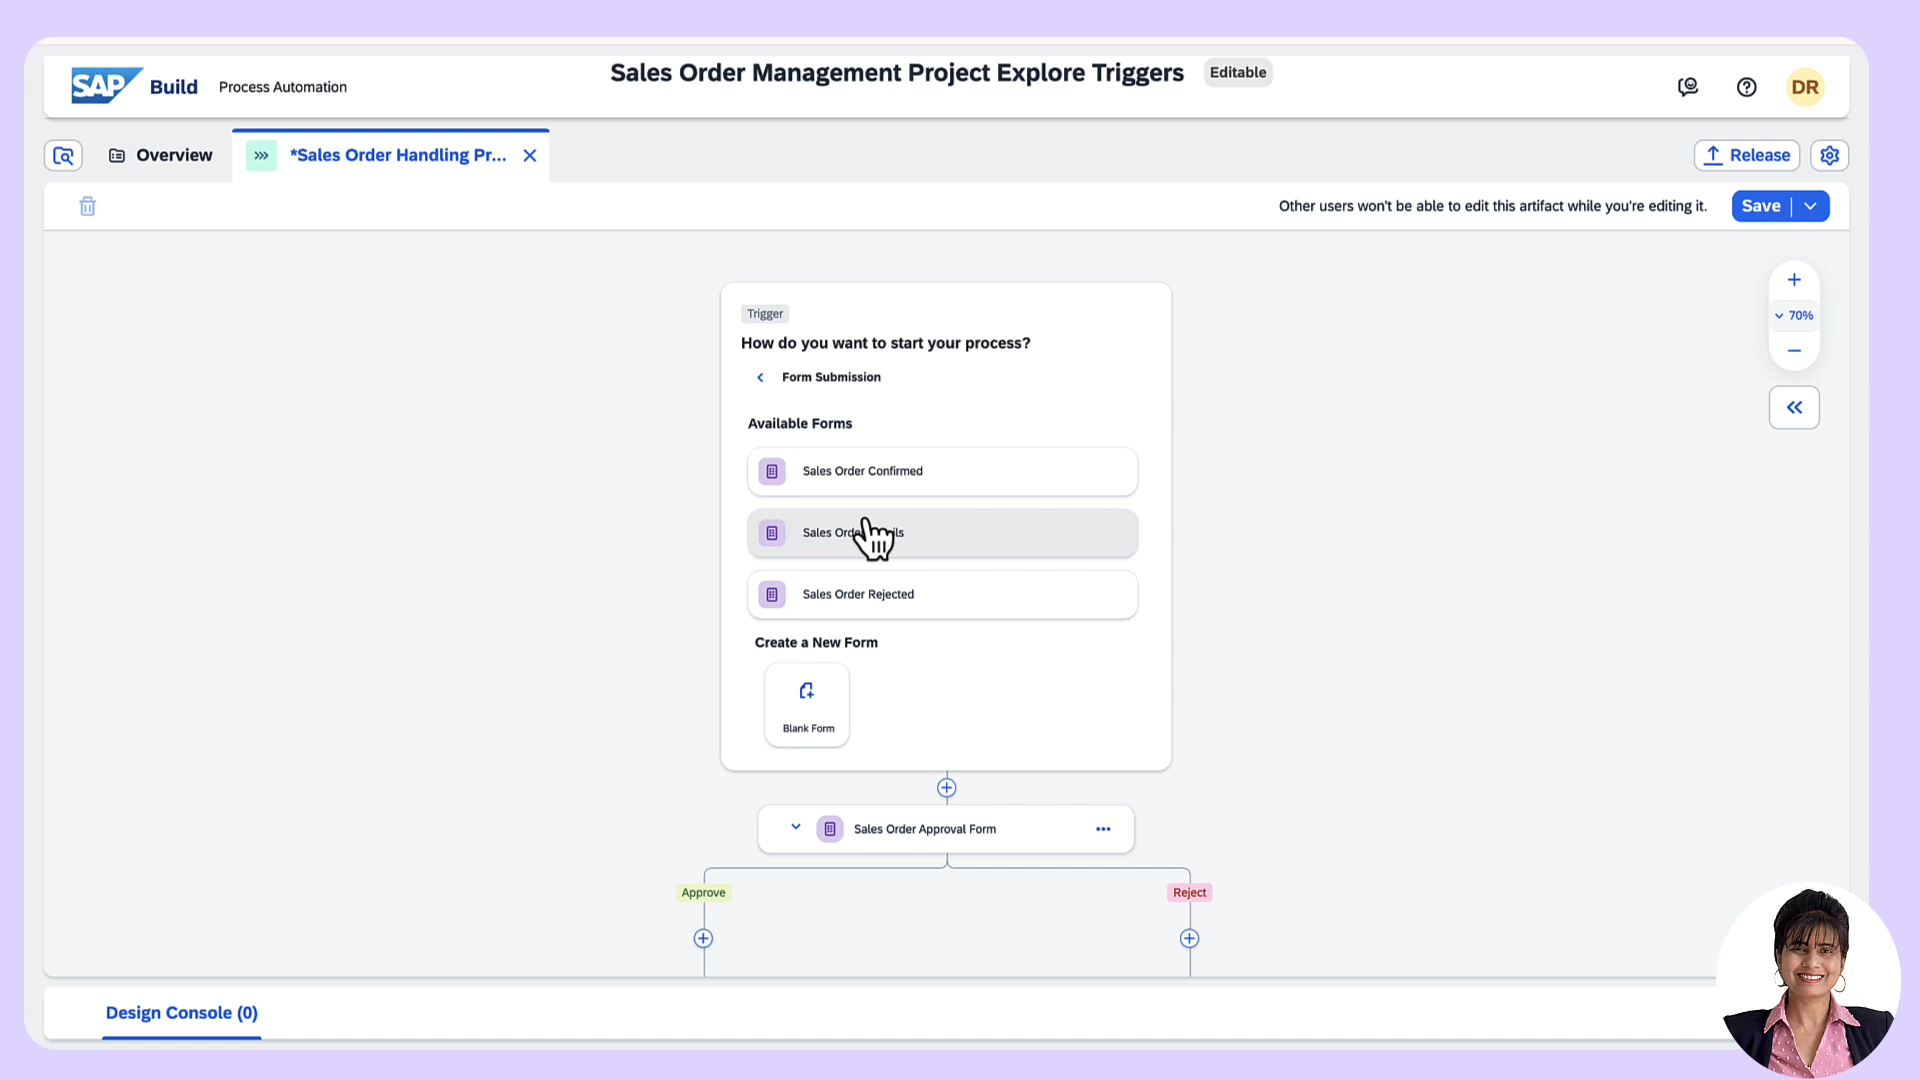 SAP Build Process Automation
Sales Order Management Project Explore Triggers Editable
DR
Overview
*Sales Order Handling Pr...
Release
Other users won't be able to edit this artifact while you're editing it.
Save
70%
Trigger
How do you want to start your process?
Form Submission
Available Forms
Sales Order Confirmed
Sales
Sales Order Rejected
Create a New Form
Blank Form
Sales Order Approval Form
Approve
Reject
Design Console (0)